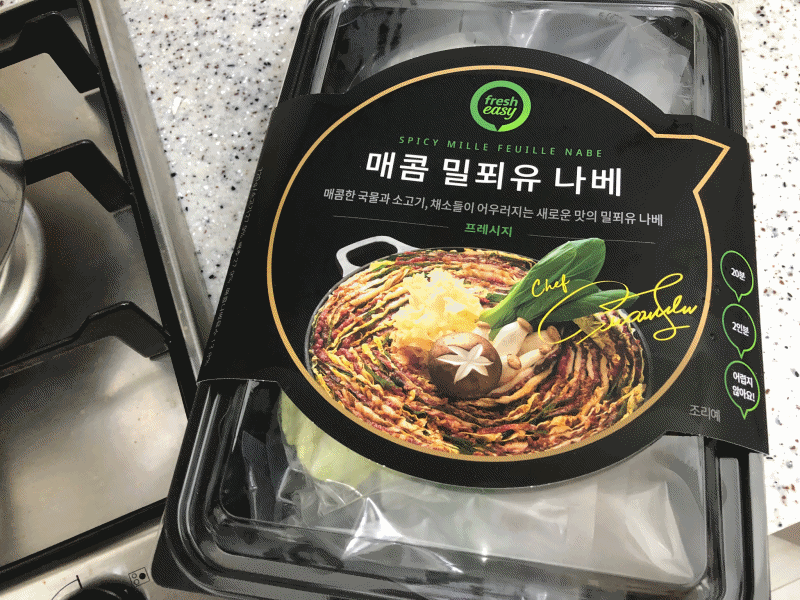 fresh
easy
SPICY MILLE FEUILLE NABE
매콤 밀푀유 나베
매콤한 국물과 소고기, 채소들이 어우러지는 새로운 맛의 밀푀유 나베
프레시지
Chef
20분
2인분
어렵지
않아요!
조리예